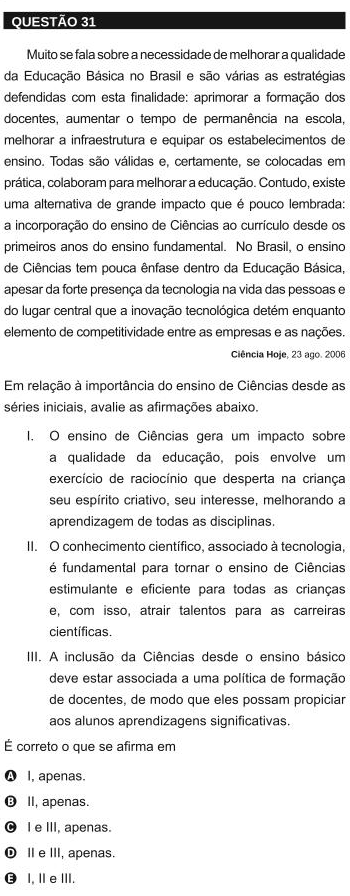 QUESTÃO 31
Muito se fala sobre a necessidade de melhorar a qualidade
da Educação Básica no Brasil e são várias as estratégias
defendidas com esta finalidade: aprimorar a formação dos
docentes, aumentar o tempo de permanência na escola,
melhorar a infraestrutura e equipar os estabelecimentos de
ensino. Todas são válidas e, certamente, se colocadas em
prática, colaboram para melhorar a educação. Contudo, existe
uma alternativa de grande impacto que é pouco lembrada:
a incorporação do ensino de Ciências ao currículo desde os
primeiros anos do ensino fundamental. No Brasil, o ensino
de Ciências tem pouca ênfase dentro da Educação Básica,
apesar da forte presença da tecnologia na vida das pessoas e
do lugar central que a inovação tecnológica detém enquanto
elemento de competitividade entre as empresas e as nações.
Ciência Hoje, 23 ago. 2006
Em relação à importância do ensino de Ciências desde as
séries iniciais, avalie as afirmações abaixo.
I. O ensino de Ciências gera um impacto sobre
a qualidade da educação, pois envolve um
exercício de raciocínio que desperta na criança
seu espírito criativo, seu interesse, melhorando a
aprendizagem de todas as disciplinas.
II. O conhecimento científico, associado à tecnologia,
é fundamental para tornar o ensino de Ciências
estimulante e eficiente para todas as crianças
e, com isso, atrair talentos para as carreiras
científicas.
III. A inclusão da Ciências desde o ensino básico
deve estar associada a uma política de formação
de docentes, de modo que eles possam propiciar
aos alunos aprendizagens significativas.
É correto o que se afirma em
A I, apenas.
B II, apenas.
C I e III, apenas.
D II e III, apenas.
E I, II e III.